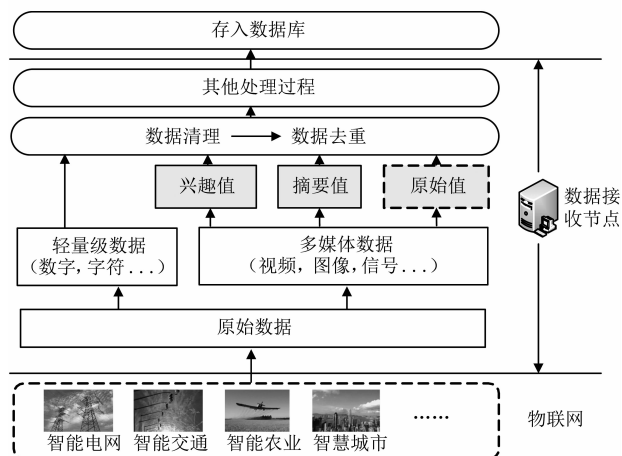 存入数据库
其他处理过程
数据清理 数据去重
兴趣值 摘要值 原始值
数据接
收节点
轻量级数据
(数字,字符...)
多媒体数据
(视频,图像,信号...)
原始数据
智能电网 智能交通 智能农业 智慧城市 ……
物联网